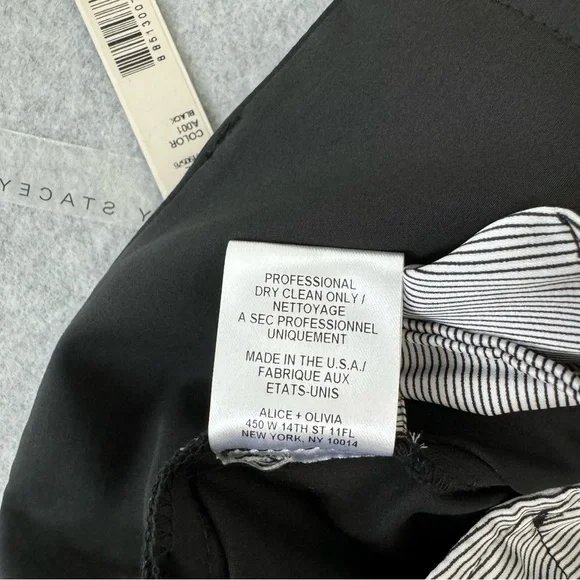 8851300
COLOR
A001
BLACK
Y STACEY
PROFESSIONAL
DRY CLEAN ONLY /
NETTOYAGE
A SEC PROFESSIONNEL
UNIQUEMENT
MADE IN THE U.S.A./
FABRIQUE AUX
ETATS-UNIS
ALICE + OLIVIA
450 W 14TH ST 11FL
NEW YORK, NY 10014